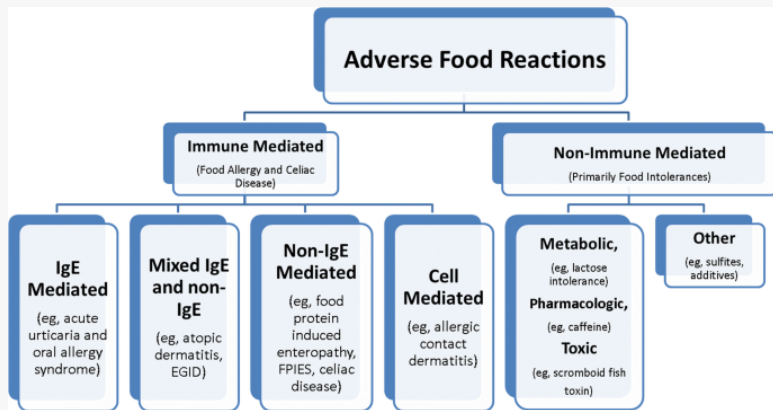 Adverse Food Reactions
Immune Mediated
(Food Allergy and Celiac
Disease)
Non-Immune Mediated
(Primarily Food Intolerances)
IgE
Mediated
(eg, acute
urticaria and
oral allergy
syndrome)
Mixed IgE
and non-
IgE
(eg, atopic
dermatitis,
EGID)
Non-IgE
Mediated
(eg, food
protein
induced
enteropathy,
FPIES, celiac
disease)
Cell
Mediated
(eg, allergic
contact
dermatitis)
Metabolic,
(eg, lactose
intolerance)
Pharmacologic,
(eg, caffeine)
Toxic
(eg, scromboid fish
toxin)
Other
(eg, sulfites,
additives)